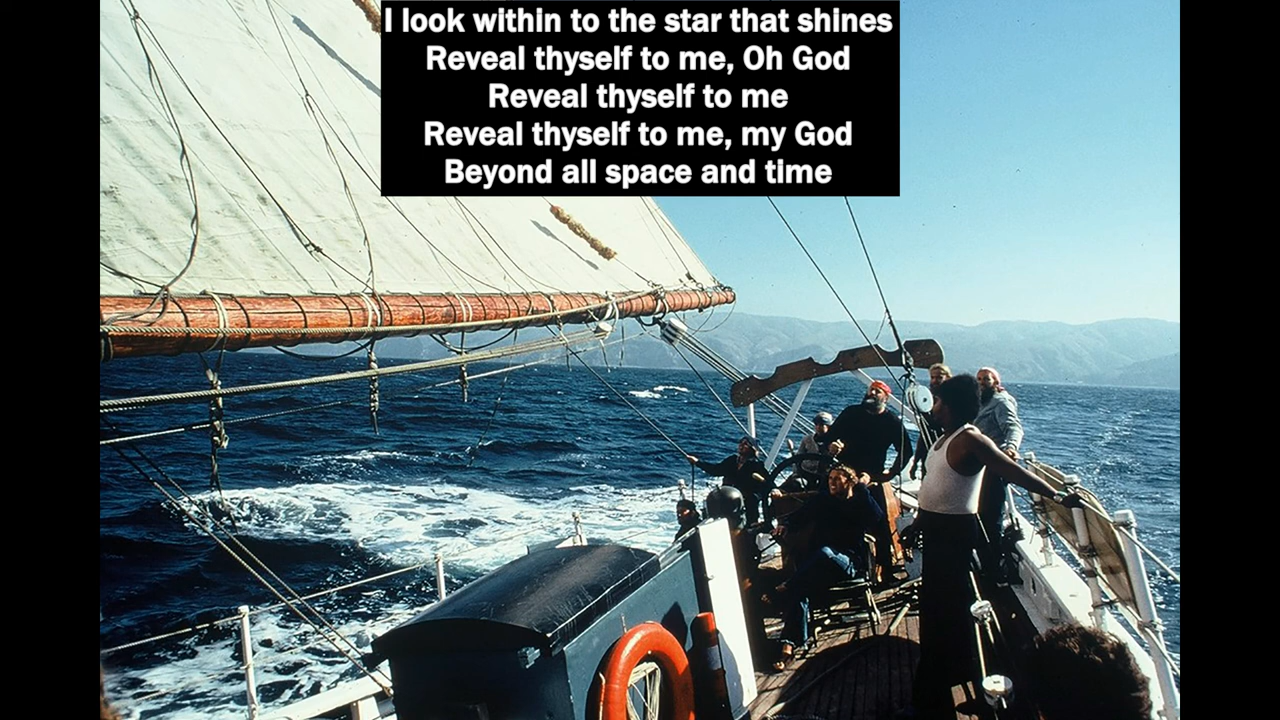 I look within to the star that shines
Reveal thyself to me, Oh God
Reveal thyself to me
Reveal thyself to me, my God
Beyond all space and time